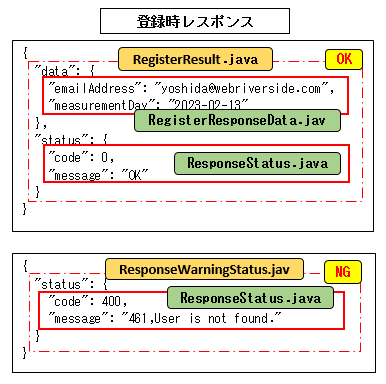 登録時レスポンス
{
RegisterResult.java
OK
"data": {
"emailAddress": "yoshida@webriverside.com",
"measurementDay": "2023-02-13"
RegisterResponseData.jav
},
"status": {
"code": 0,
ResponseStatus.java
"message": "OK"
}
}
{
ResponseWarningStatus.jav
NG
"status": {
"code": 400,
ResponseStatus.java
"message": "461,User is not found."
}
}